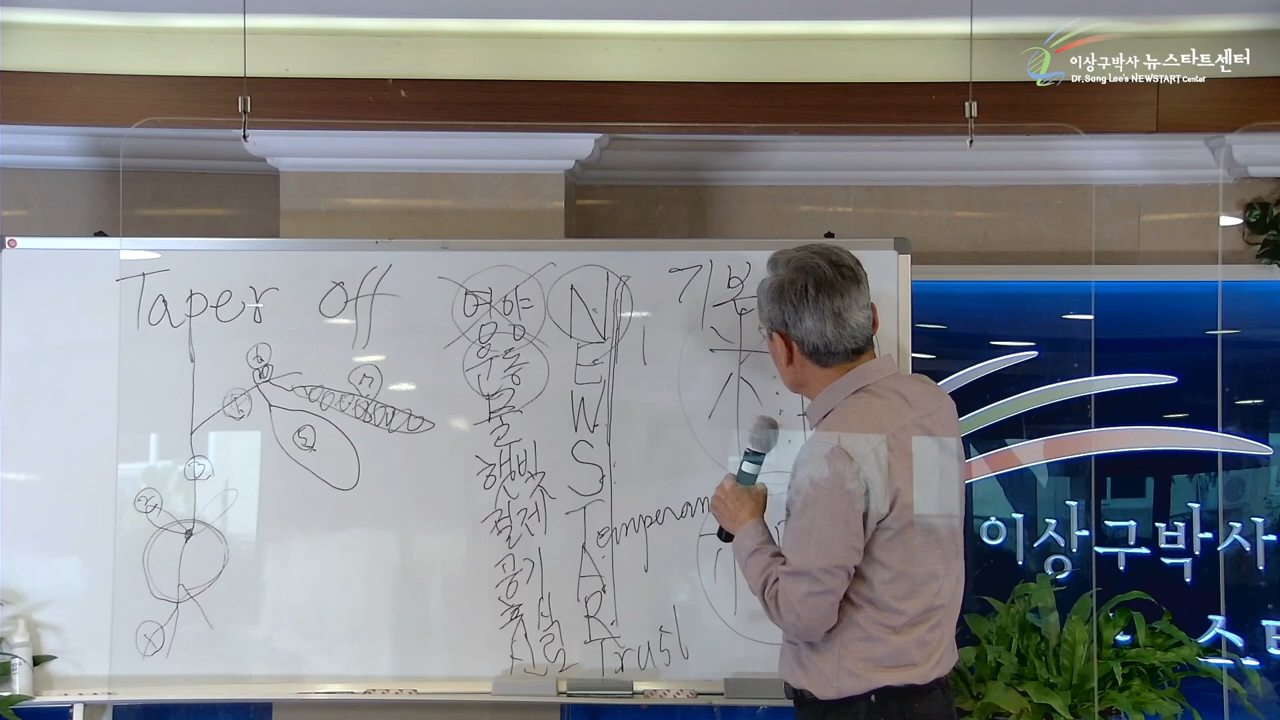 이상구박사 뉴스타트센터
Dr. Sang Lee's NEWSTART Center
Taper Off
영양 N
운동 E
물 W
햇빛 S
절제 Temperan
공기 A
휴식 R
신뢰 Trust
기본
이상구박사
스타